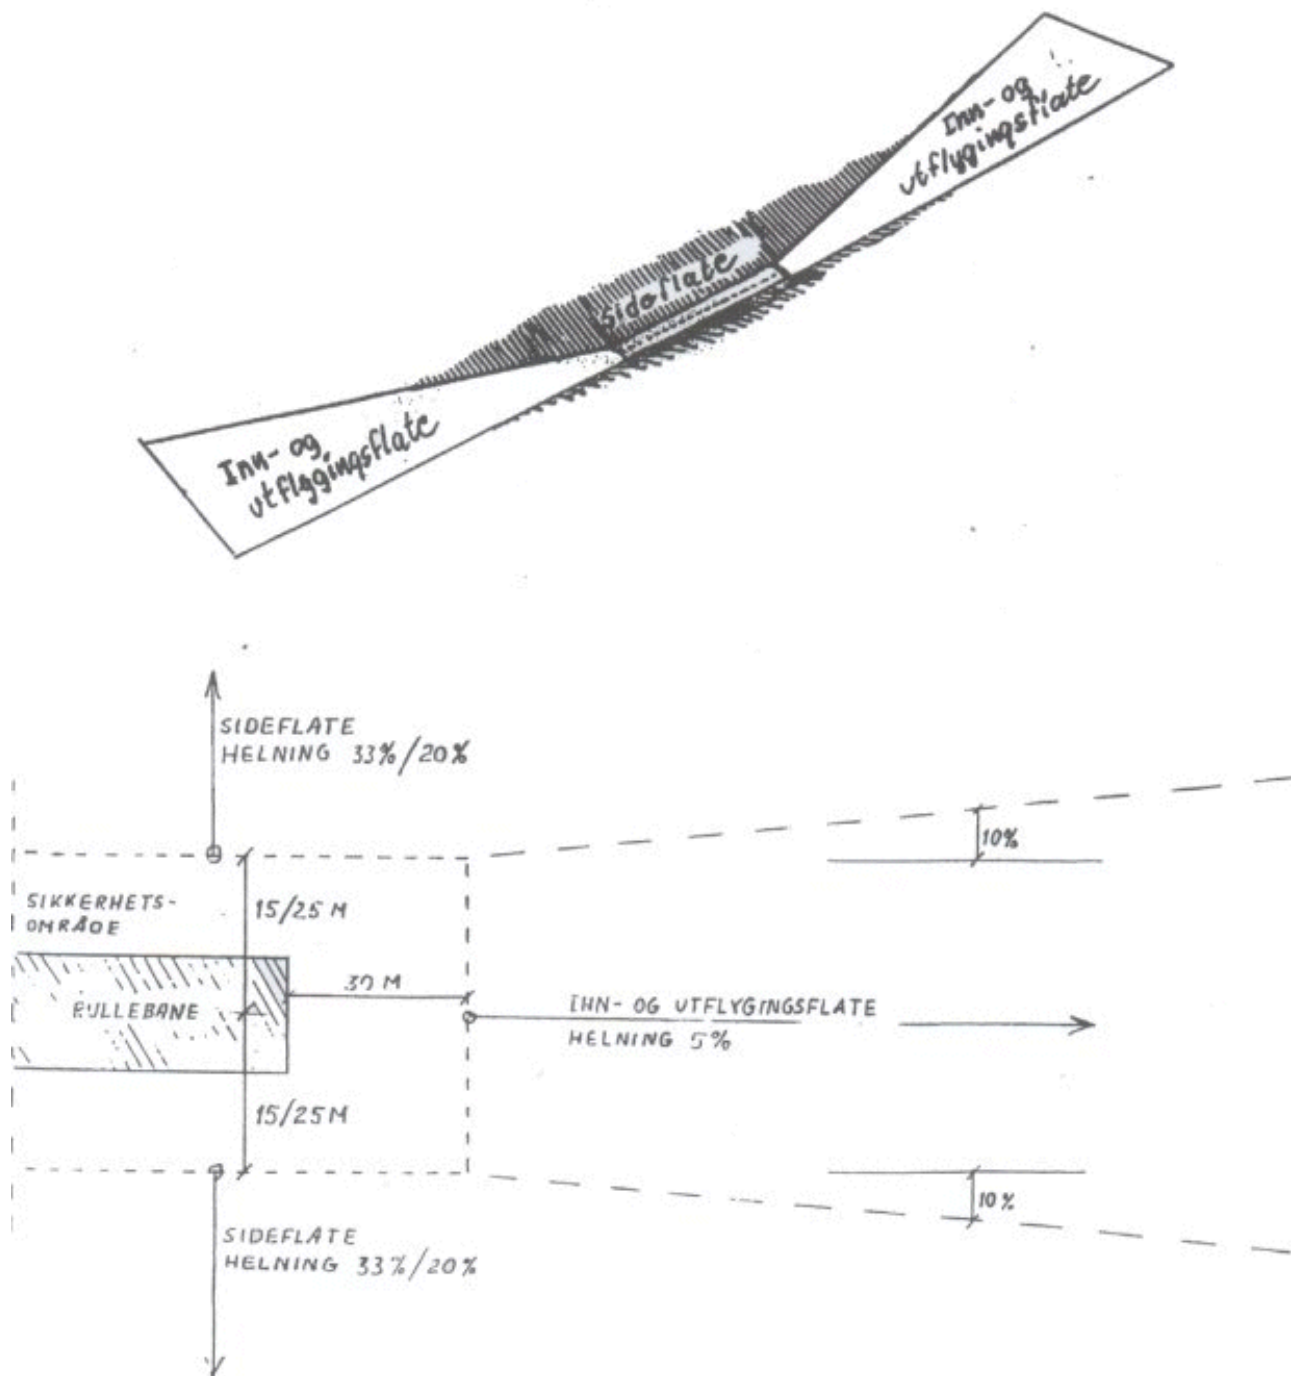 Inn- og
utflygingsflate
Sideflate
Inn- og
utflygingsflate
SIDEFLATE
HELNING 33%/20%
10%
SIKKERHETS-
OMRÅDE
15/25 M
30 M
RULLEBANE
INN- OG UTFLYGINGSFLATE
HELNING 5%
15/25 M
10%
SIDEFLATE
HELNING 33%/20%